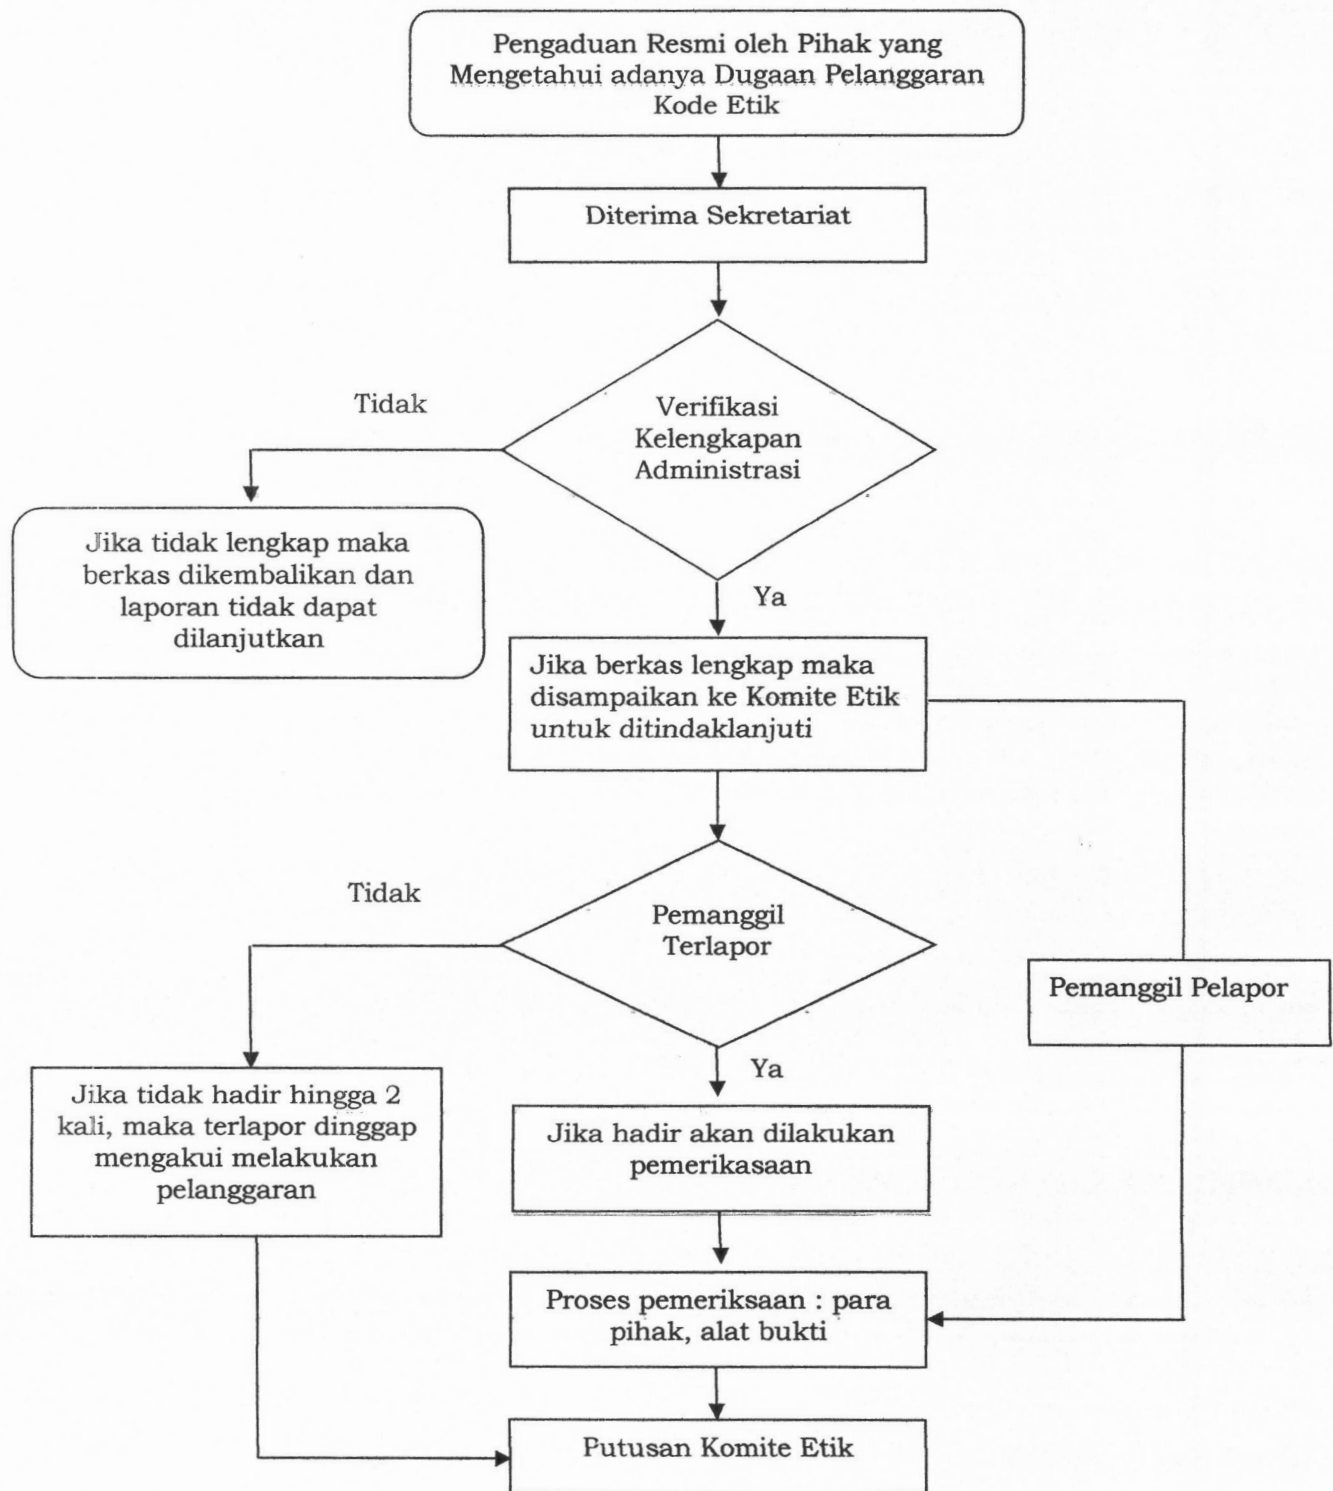 Pengaduan Resmi oleh Pihak yang
Mengetahui adanya Dugaan Pelanggaran
Kode Etik
Diterima Sekretariat
Tidak
Verifikasi
Kelengkapan
Administrasi
Jika tidak lengkap maka
berkas dikembalikan dan
laporan tidak dapat
dilanjutkan
Ya
Jika berkas lengkap maka
disampaikan ke Komite Etik
untuk ditindaklanjuti
Tidak
Pemanggil
Terlapor
Pemanggil Pelapor
Ya
Jika tidak hadir hingga 2
kali, maka terlapor dinggap
mengakui melakukan
pelanggaran
Jika hadir akan dilakukan
pemerikasaan
Proses pemeriksaan : para
pihak, alat bukti
Putusan Komite Etik